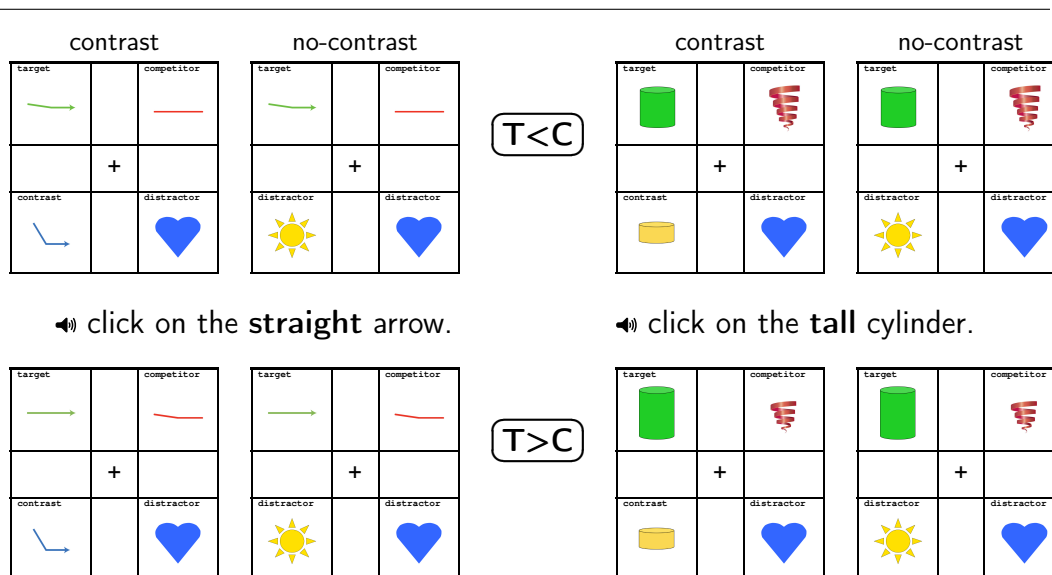 contrast no-contrast contrast no-contrast
target competitor target competitor target competitor target competitor
T<C
+ + + +
contrast distractor distractor distractor contrast distractor distractor distractor
click on the straight arrow. click on the tall cylinder.
target competitor target competitor target competitor target competitor
T>C
+ + + +
contrast distractor distractor distractor contrast distractor distractor distractor